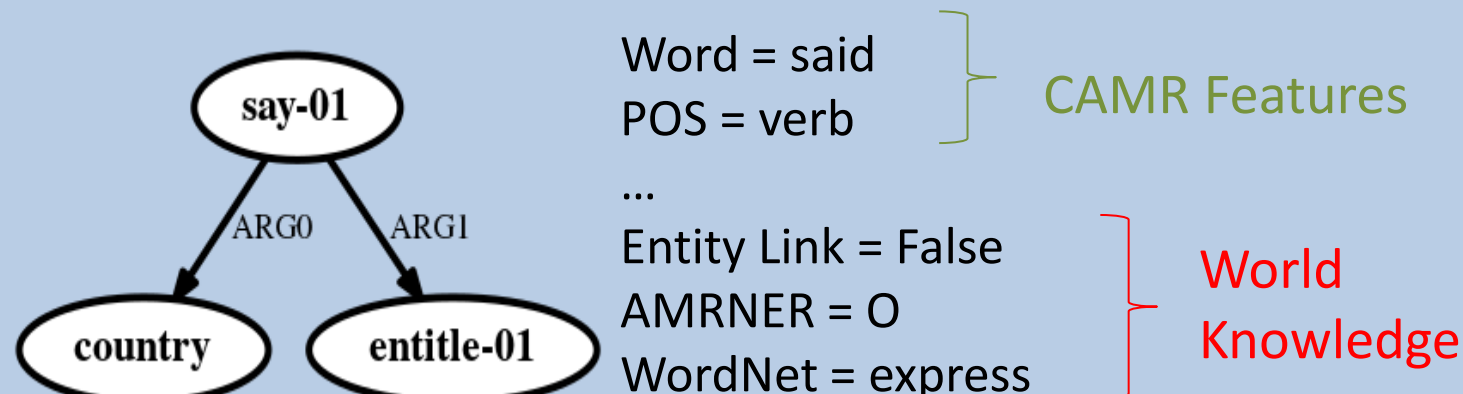 say-01
ARG0
ARG1
country
entitle-01
Word = said
POS = verb
...
Entity Link = False
AMRNER = O
WordNet = express
CAMR Features
World
Knowledge